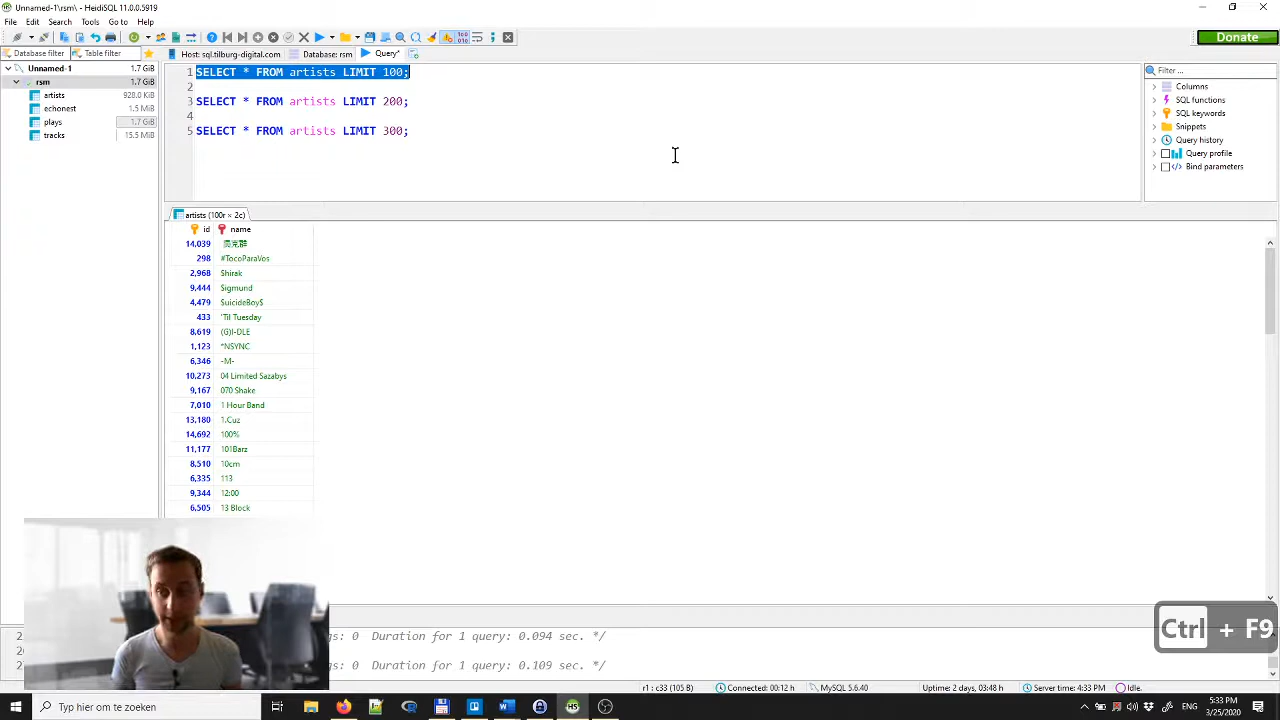 Unnamed-1\rsm\ - HeidiSQL 11.0.0.5919
File Edit Search Tools Go to Help
Donate
Database filter Table filter
Host: sql.tilburg-digital.com Database: rsm Query*
Unnamed-1 1.7 GiB
rsm 1.7 GiB
artists 928.0 KiB
echonest 1.5 MiB
plays 1.7 GiB
tracks 15.5 MiB
1 SELECT * FROM artists LIMIT 100;
2
3 SELECT * FROM artists LIMIT 200;
4
5 SELECT * FROM artists LIMIT 300;
Filter ...
Columns
SQL functions
SQL keywords
Snippets
Query history
Query profile
Bind parameters
artists (100r × 2c)
id name
14,039
298 #TocoParaVos
2,968 $hirak
9,444 $igmund
4,479 $uicideBoy$
433 'Til Tuesday
8,619 (G)I-DLE
1,123 *NSYNC
6,346 -M-
10,273 04 Limited Sazabys
9,167 070 Shake
7,010 1 Hour Band
13,180 1.Cuz
14,692 100%
11,177 101Barz
8,510 10cm
6,335 113
9,344 12:00
6,505 13 Block
gs: 0 Duration for 1 query: 0.094 sec. */
gs: 0 Duration for 1 query: 0.109 sec. */
Ctrl + F9
r1 : c33 (105 B) Connected: 00:12 h MySQL 5.6.40 Uptime: 2 days, 03:48 h Server time: 4:33 PM Idle.
Typ hier om te zoeken
ENG
5:33 PM
3/25/2020